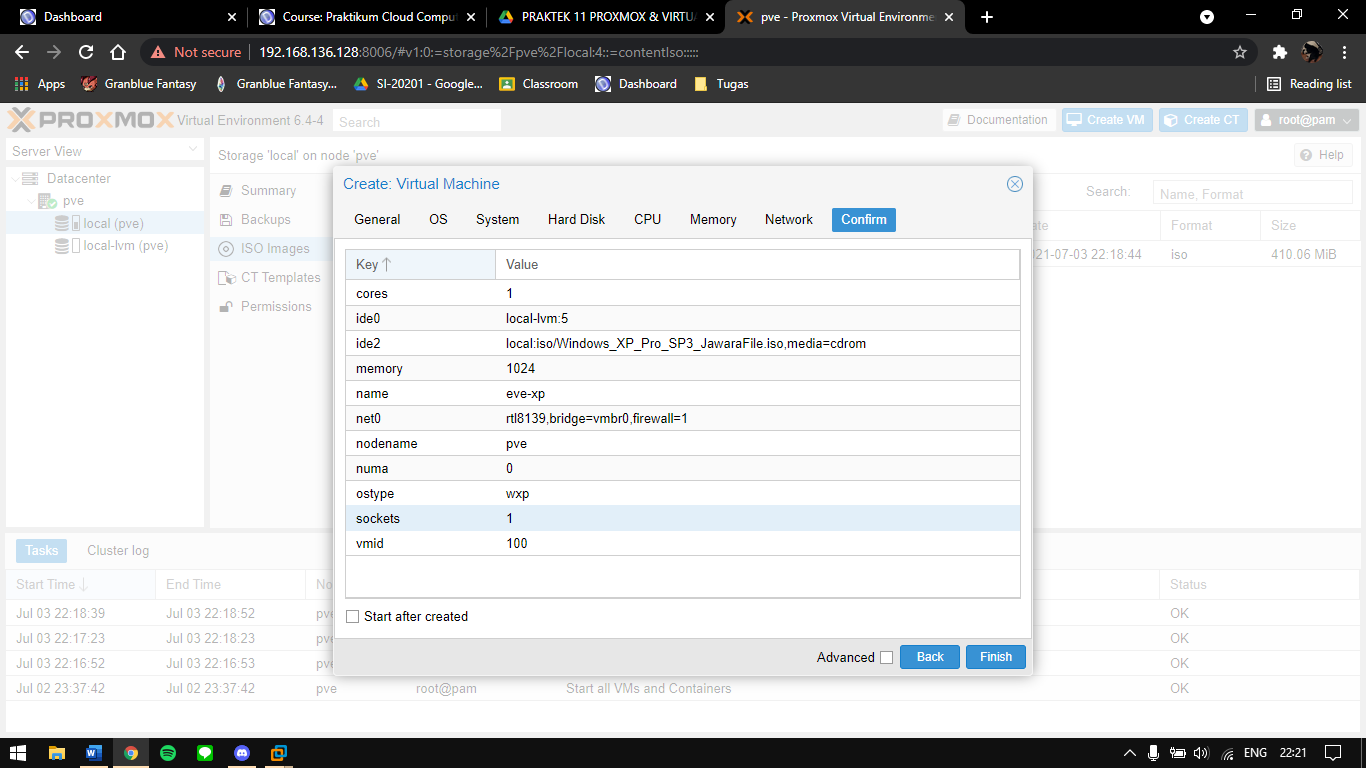 Dashboard
Course: Praktikum Cloud Comput
PRAKTEK 11 PROXMOX & VIRTUA
pve - Proxmox Virtual Environme
Not secure 192.168.136.128:8006/#v1:0:=storage%2Fpve%2Flocal:4::=contentIso:::::
Apps Granblue Fantasy Granblue Fantasy... SI-20201 - Google... Classroom Dashboard Tugas Reading list
PROXMOX Virtual Environment 6.4-4 Search Documentation Create VM Create CT root@pam
Server View
Storage 'local' on node 'pve' Help
Datacenter
pve
local (pve)
local-lvm (pve)
Summary
Backups
ISO Images
CT Templates
Permissions
Search: Name, Format
Format Size
21-07-03 22:18:44 iso 410.06 MiB
Create: Virtual Machine
General OS System Hard Disk CPU Memory Network Confirm
Key Value
cores 1
ide0 local-lvm:5
ide2 local:iso/Windows_XP_Pro_SP3_JawaraFile.iso,media=cdrom
memory 1024
name eve-xp
net0 rtl8139,bridge=vmbr0,firewall=1
nodename pve
numa 0
ostype wxp
sockets 1
vmid 100
Start after created
Advanced Back Finish
Tasks Cluster log
Start Time End Time No Status
Jul 03 22:18:39 Jul 03 22:18:52 pve OK
Jul 03 22:17:23 Jul 03 22:18:23 pve OK
Jul 03 22:16:52 Jul 03 22:16:53 pve OK
Jul 02 23:37:42 Jul 02 23:37:42 pve root@pam Start all VMs and Containers OK
ENG 22:21